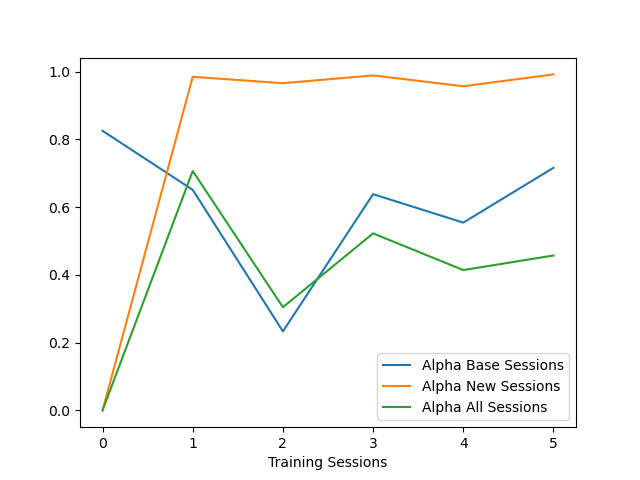 1.0
0.8
0.6
0.4
0.2
0.0
Alpha Base Sessions
Alpha New Sessions
Alpha All Sessions
0 1 2 3 4 5
Training Sessions